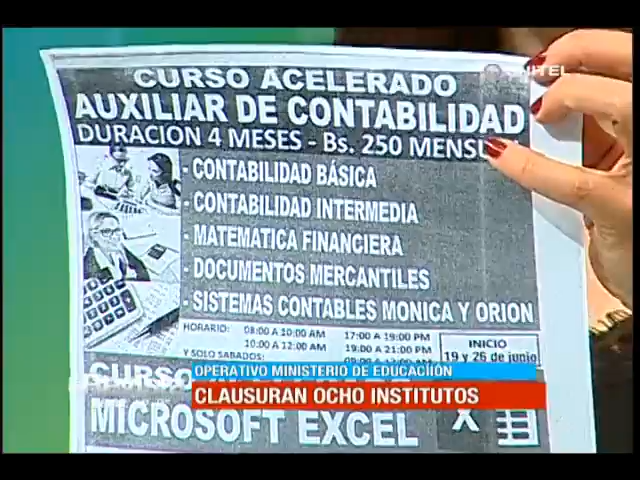 UNITEL
CURSO ACELERADO
AUXILIAR DE CONTABILIDAD
DURACION 4 MESES - Bs. 250
- CONTABILIDAD BÁSICA
- CONTABILIDAD INTERMEDIA
- MATEMATICA FINANCIERA
- DOCUMENTOS MERCANTILES
- SISTEMAS CONTABLES MONICA Y ORION
HORARIO: 08:00 A 10:00 AM 17:00 A 19:00 PM
10:00 A 12:00 AM 19:00 A 21:00 PM
Y SOLO SABADOS:
INICIO
19 y 26 de junio
CURSO
OPERATIVO MINISTERIO DE EDUCACIIÓN
CLAUSURAN OCHO INSTITUTOS
MICROSOFT EXCEL
X